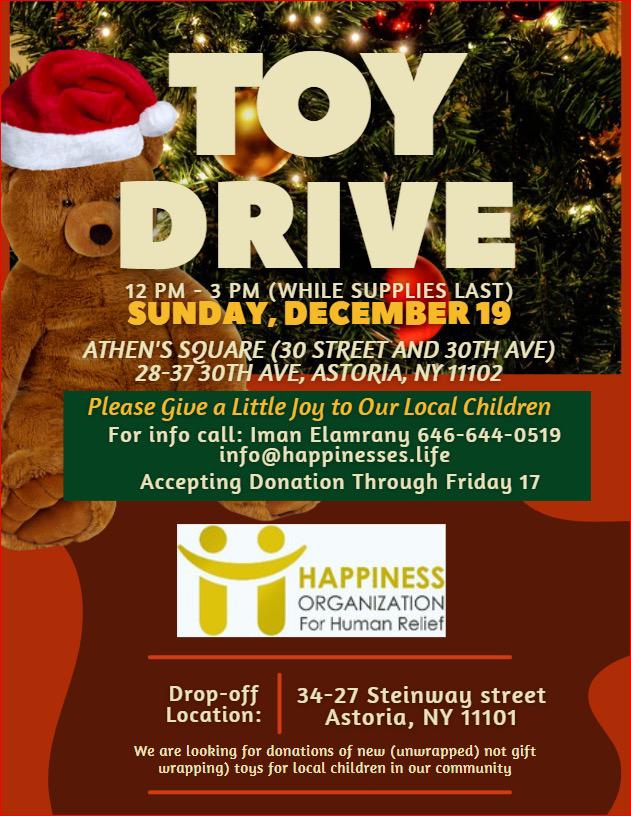 TOY
DRIVE
12 PM - 3 PM (WHILE SUPPLIES LAST)
SUNDAY, DECEMBER 19
ATHEN'S SQUARE (30 STREET AND 30TH AVE)
28-37 30TH AVE, ASTORIA, NY 11102
Please Give a Little Joy to Our Local Children
For info call: Iman Elamrany 646-644-0519
info@happinesses.life
Accepting Donation Through Friday 17
HAPPINESS
ORGANIZATION
For Human Relief
Drop-off
Location:
34-27 Steinway street
Astoria, NY 11101
We are looking for donations of new (unwrapped) not gift
wrapping) toys for local children in our community